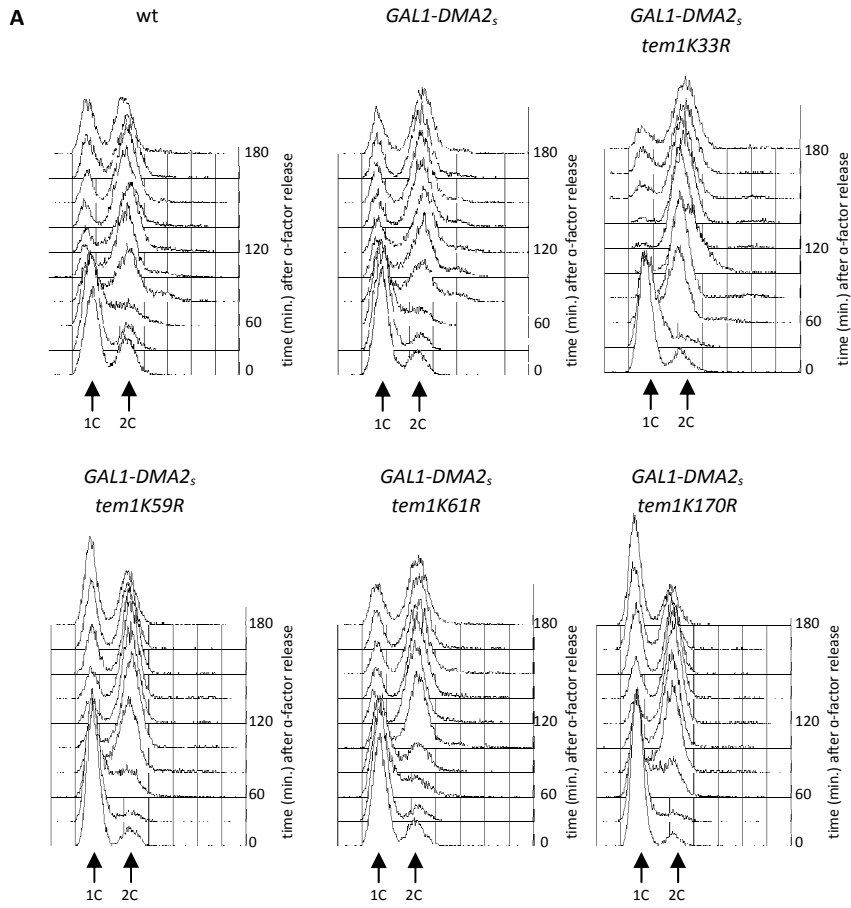 A
wt
180
120
60
0
time (min.) after α-factor release
1C
2C
GAL1-DMA2s
180
120
60
0
time (min.) after α-factor release
1C
2C
GAL1-DMA2s
tem1K33R
180
120
60
0
time (min.) after α-factor release
1C
2C
GAL1-DMA2s
tem1K59R
180
120
60
0
time (min.) after α-factor release
1C
2C
GAL1-DMA2s
tem1K61R
180
120
60
0
time (min.) after α-factor release
1C
2C
GAL1-DMA2s
tem1K170R
180
120
60
0
time (min.) after α-factor release
1C
2C